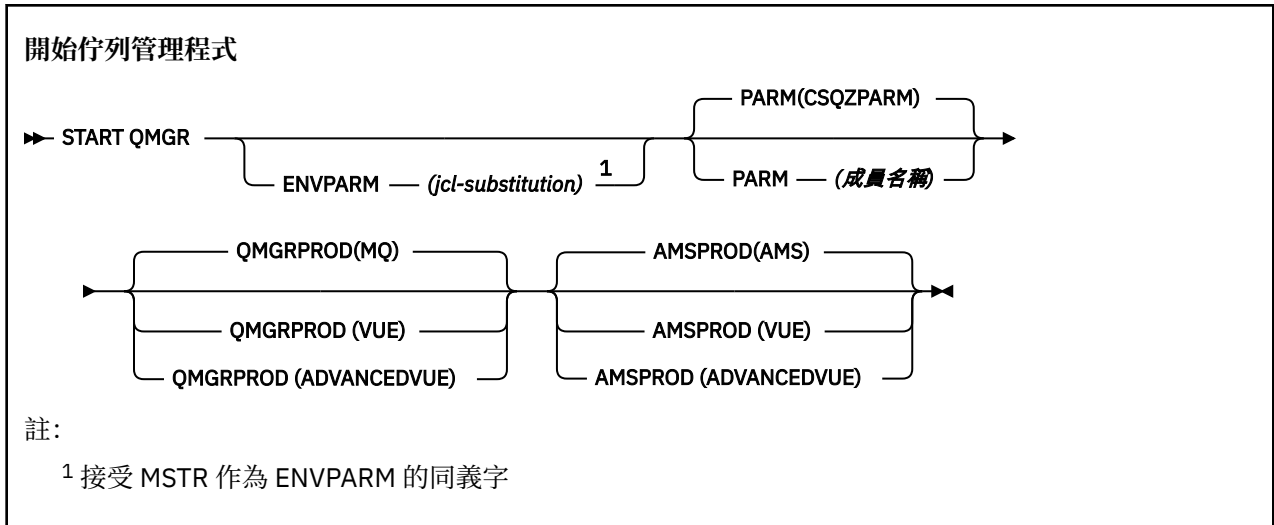 開始佇列管理程式
PARM(CSQZPARM)
START QMGR
ENVPARM (jcl-substitution) 1
PARM (成員名稱)
QMGRPROD(MQ) AMSPROD(AMS)
QMGRPROD (VUE) AMSPROD (VUE)
QMGRPROD (ADVANCEDVUE) AMSPROD (ADVANCEDVUE)
註:
1 接受 MSTR 作為 ENVPARM 的同義字